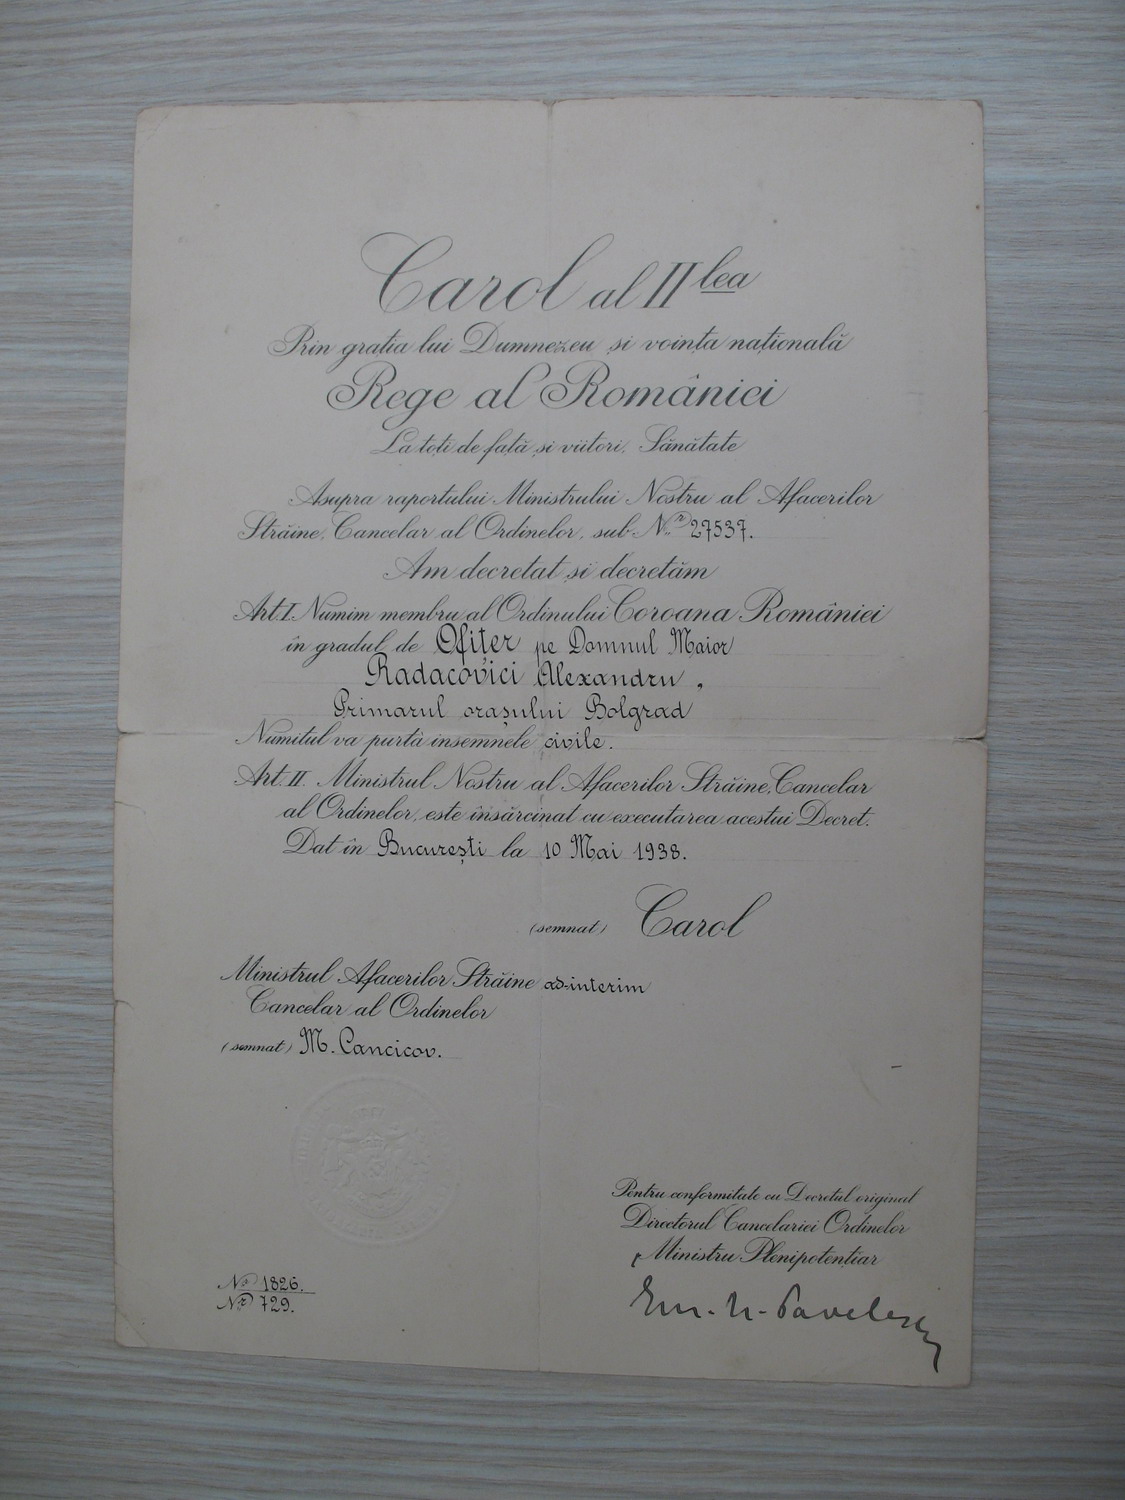 Carol al II lea
Prin grația lui Dumnezeu și voința națională
Rege al României
La toți de față și viitori, Sănătate
Asupra raportului Ministrului Nostru al Afacerilor
Străine, Cancelar al Ordinelor, sub Nr. 27537.
Am decretat și decretăm
Art. I. Numim membru al Ordinului Coroana României
în gradul de Ofițer pe Domnul Maior
Radacovici Alexandru,
Primarul orașului Bolgrad
Numitul va purtà însemnele civile.
Art. II. Ministrul Nostru al Afacerilor Străine, Cancelar
al Ordinelor, este însărcinat cu executarea acestui Decret.
Dat în București la 10 Mai 1938.
(semnat) Carol
Ministrul Afacerilor Străine ad-interim
Cancelar al Ordinelor
(semnat) M. Cancicov.
Pentru conformitate cu Decretul original
Directorul Cancelariei Ordinelor
Ministru Plenipotențiar
Em. N. Pavelescu
No 1826.
Nr 729.